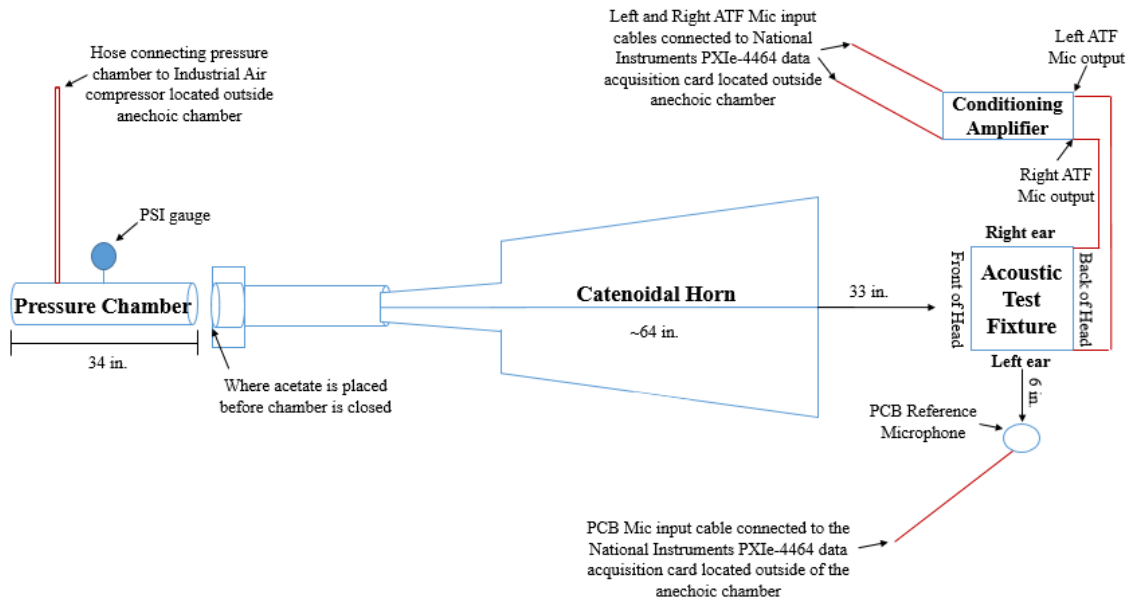 Hose connecting pressure
chamber to Industrial Air
compressor located outside
anechoic chamber
PSI gauge
Pressure Chamber
34 in.
Where acetate is placed
before chamber is closed
Catenoidal Horn
~64 in.
33 in.
Left and Right ATF Mic input
cables connected to National
Instruments PXIe-4464 data
acquisition card located outside
anechoic chamber
Left ATF
Mic output
Conditioning
Amplifier
Right ATF
Mic output
Right ear
Front of Head
Acoustic
Test
Fixture
Back of Head
Left ear
6 in.
PCB Reference
Microphone
PCB Mic input cable connected to the
National Instruments PXIe-4464 data
acquisition card located outside of the
anechoic chamber